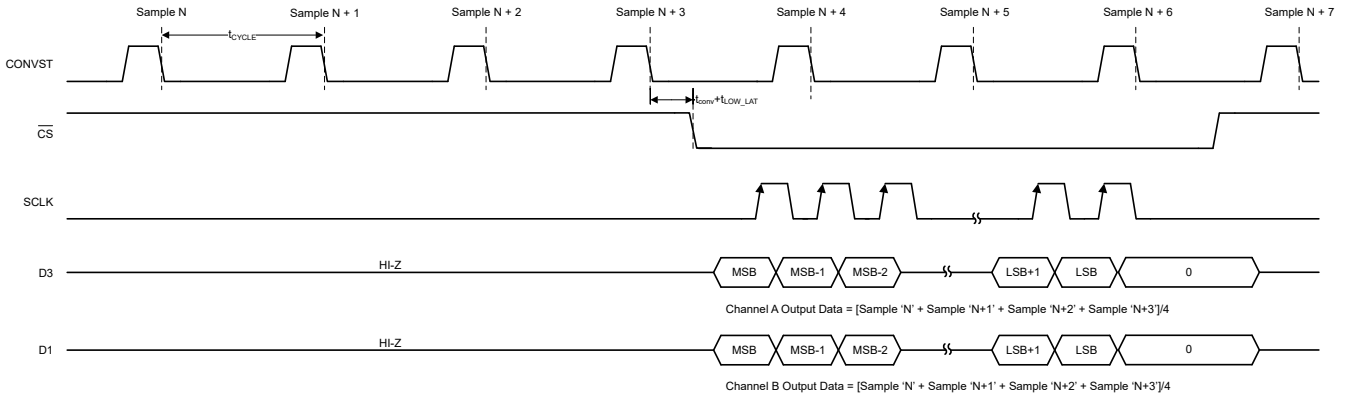 Sample N Sample N + 1 Sample N + 2 Sample N + 3 Sample N + 4 Sample N + 5 Sample N + 6 Sample N + 7
tCYCLE
CONVST
tconv+tLOW_LAT
CS
SCLK
D3 HI-Z MSB MSB-1 MSB-2 LSB+1 LSB 0
Channel A Output Data = [Sample ‘N’ + Sample ‘N+1’ + Sample ‘N+2’ + Sample ‘N+3’]/4
D1 HI-Z MSB MSB-1 MSB-2 LSB+1 LSB 0
Channel B Output Data = [Sample ‘N’ + Sample ‘N+1’ + Sample ‘N+2’ + Sample ‘N+3’]/4